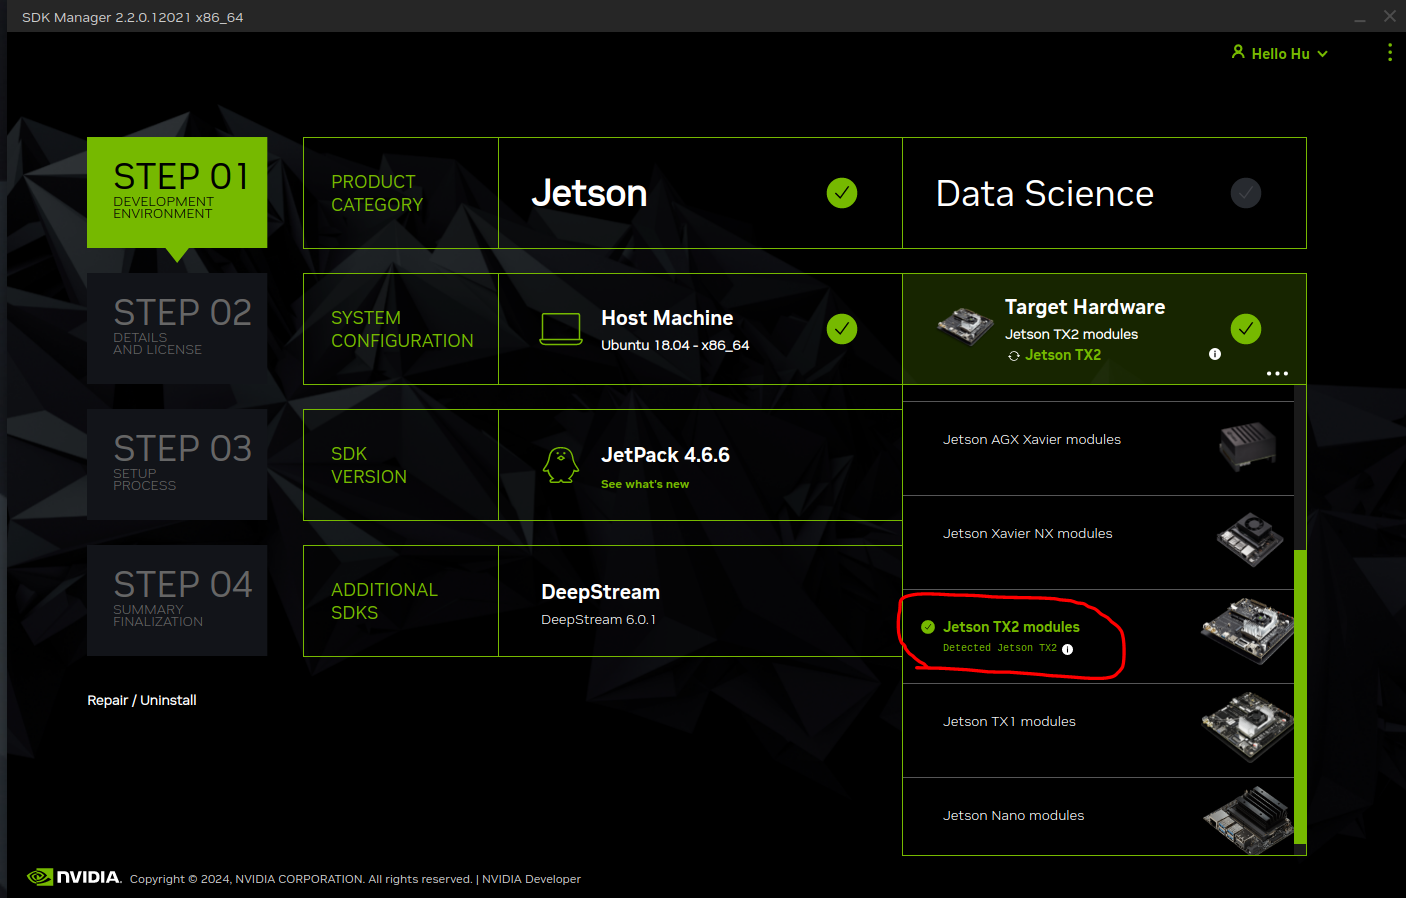 SDK Manager 2.2.0.12021 x86_64
Hello Hu
STEP 01
DEVELOPMENT
ENVIRONMENT
PRODUCT
CATEGORY
Jetson
Data Science
STEP 02
DETAILS
AND LICENSE
SYSTEM
CONFIGURATION
Host Machine
Ubuntu 18.04 - x86_64
Target Hardware
Jetson TX2 modules
Jetson TX2
STEP 03
SETUP
PROCESS
SDK
VERSION
JetPack 4.6.6
See what's new
Jetson AGX Xavier modules
Jetson Xavier NX modules
STEP 04
SUMMARY
FINALIZATION
ADDITIONAL
SDKS
DeepStream
DeepStream 6.0.1
Jetson TX2 modules
Detected Jetson TX2
Jetson TX1 modules
Jetson Nano modules
Repair / Uninstall
NVIDIA. Copyright © 2024, NVIDIA CORPORATION. All rights reserved. | NVIDIA Developer